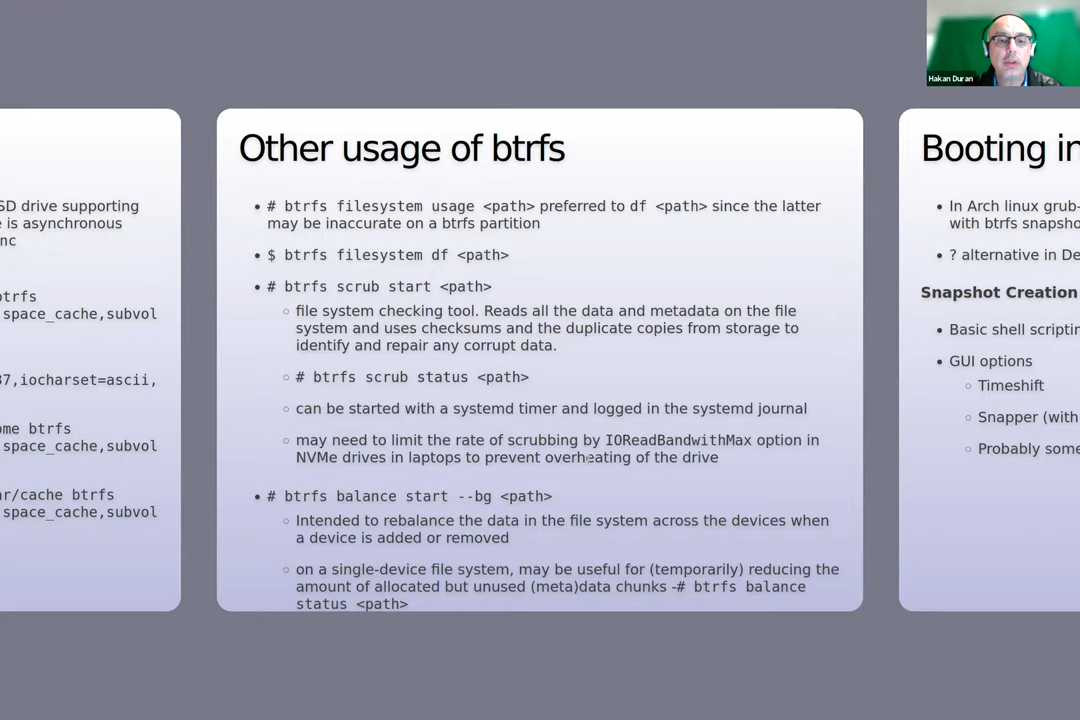 Hakan Duran
SD drive supporting
is asynchronous
nc
btrfs
space_cache,subvol
37,iocharset=ascii,
ome btrfs
space_cache,subvol
ar/cache btrfs
space_cache,subvol
Other usage of btrfs
• # btrfs filesystem usage <path> preferred to df <path> since the latter
may be inaccurate on a btrfs partition
• $ btrfs filesystem df <path>
• # btrfs scrub start <path>
◦ file system checking tool. Reads all the data and metadata on the file
system and uses checksums and the duplicate copies from storage to
identify and repair any corrupt data.
◦ # btrfs scrub status <path>
◦ can be started with a systemd timer and logged in the systemd journal
◦ may need to limit the rate of scrubbing by IOReadBandwithMax option in
NVMe drives in laptops to prevent overheating of the drive
• # btrfs balance start --bg <path>
◦ Intended to rebalance the data in the file system across the devices when
a device is added or removed
◦ on a single-device file system, may be useful for (temporarily) reducing the
amount of allocated but unused (meta)data chunks -# btrfs balance
status <path>
Booting in
• In Arch linux grub-
with btrfs snapsho
• ? alternative in De
Snapshot Creation
• Basic shell scriptin
• GUI options
◦ Timeshift
◦ Snapper (with
◦ Probably some